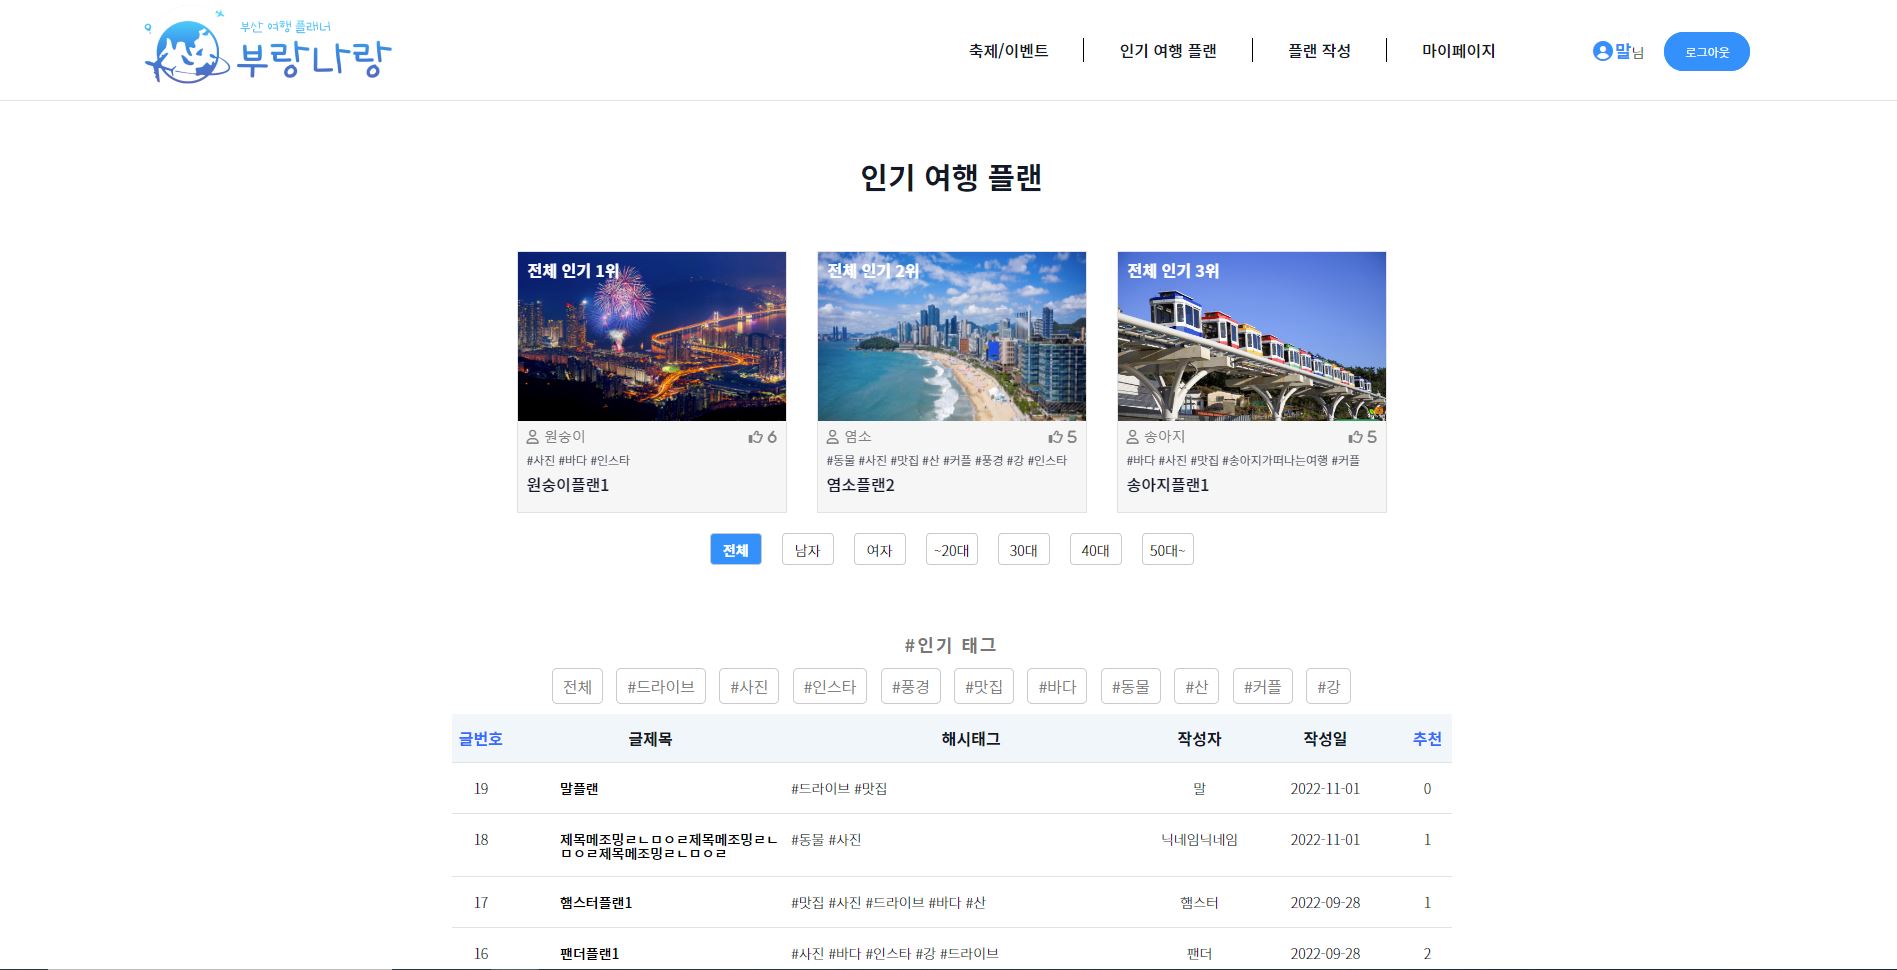 부산 여행 플래너
부랑나랑
축제/이벤트
인기 여행 플랜
플랜 작성
마이페이지
말님
로그아웃
인기 여행 플랜
전체 인기 1위
원숭이
6
#사진 #바다 #인스타
원숭이플랜1
전체 인기 2위
염소
5
#동물 #사진 #맛집 #산 #커플 #풍경 #강 #인스타
염소플랜2
전체 인기 3위
송아지
5
#바다 #사진 #맛집 #송아지가떠나는여행 #커플
송아지플랜1
전체 남자 여자 ~20대 30대 40대 50대~
#인기 태그
전체 #드라이브 #사진 #인스타 #풍경 #맛집 #바다 #동물 #산 #커플 #강
글번호 글제목 해시태그 작성자 작성일 추천
19 말플랜 #드라이브 #맛집 말 2022-11-01 0
18 제목메조밍ㄹㄴㅁㅇㄹ제목메조밍ㄹㄴ #동물 #사진 닉네임닉네임 2022-11-01 1
ㅁㅇㄹ제목메조밍ㄹㄴㅁㅇㄹ
17 햄스터플랜1 #맛집 #사진 #드라이브 #바다 #산 햄스터 2022-09-28 1
16 팬더플랜1 #사진 #바다 #인스타 #강 #드라이브 팬더 2022-09-28 2